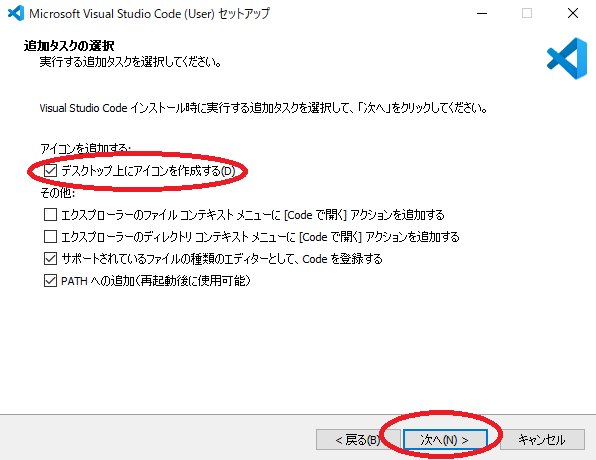 Microsoft Visual Studio Code (User) セットアップ
追加タスクの選択
実行する追加タスクを選択してください。
Visual Studio Code インストール時に実行する追加タスクを選択して、「次へ」をクリックしてください。
アイコンを追加する:
デスクトップ上にアイコンを作成する(D)
その他:
エクスプローラーのファイル コンテキスト メニューに [Code で開く] アクションを追加する
エクスプローラーのディレクトリ コンテキスト メニューに [Code で開く] アクションを追加する
サポートされているファイルの種類のエディターとして、Code を登録する
PATH への追加（再起動後に使用可能）
< 戻る(B) 次へ(N) > キャンセル